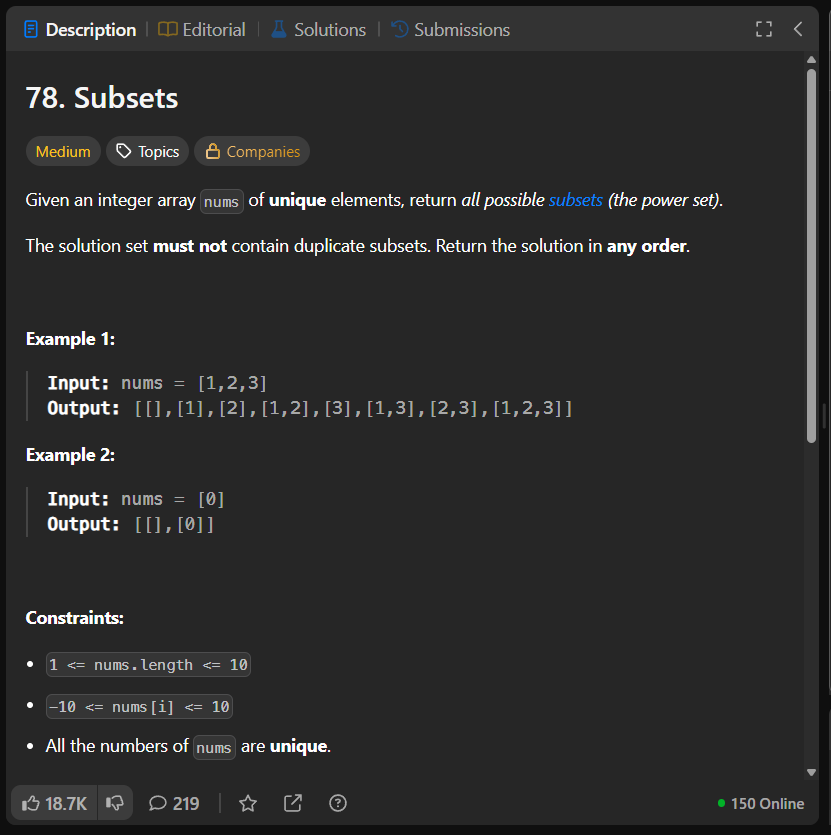 Description | Editorial | Solutions | Submissions
78. Subsets
Medium Topics Companies
Given an integer array nums of unique elements, return all possible subsets (the power set).
The solution set must not contain duplicate subsets. Return the solution in any order.
Example 1:
Input: nums = [1,2,3]
Output: [[],[1],[2],[1,2],[3],[1,3],[2,3],[1,2,3]]
Example 2:
Input: nums = [0]
Output: [[],[0]]
Constraints:
• 1 <= nums.length <= 10
• -10 <= nums[i] <= 10
• All the numbers of nums are unique.
18.7K 219 150 Online